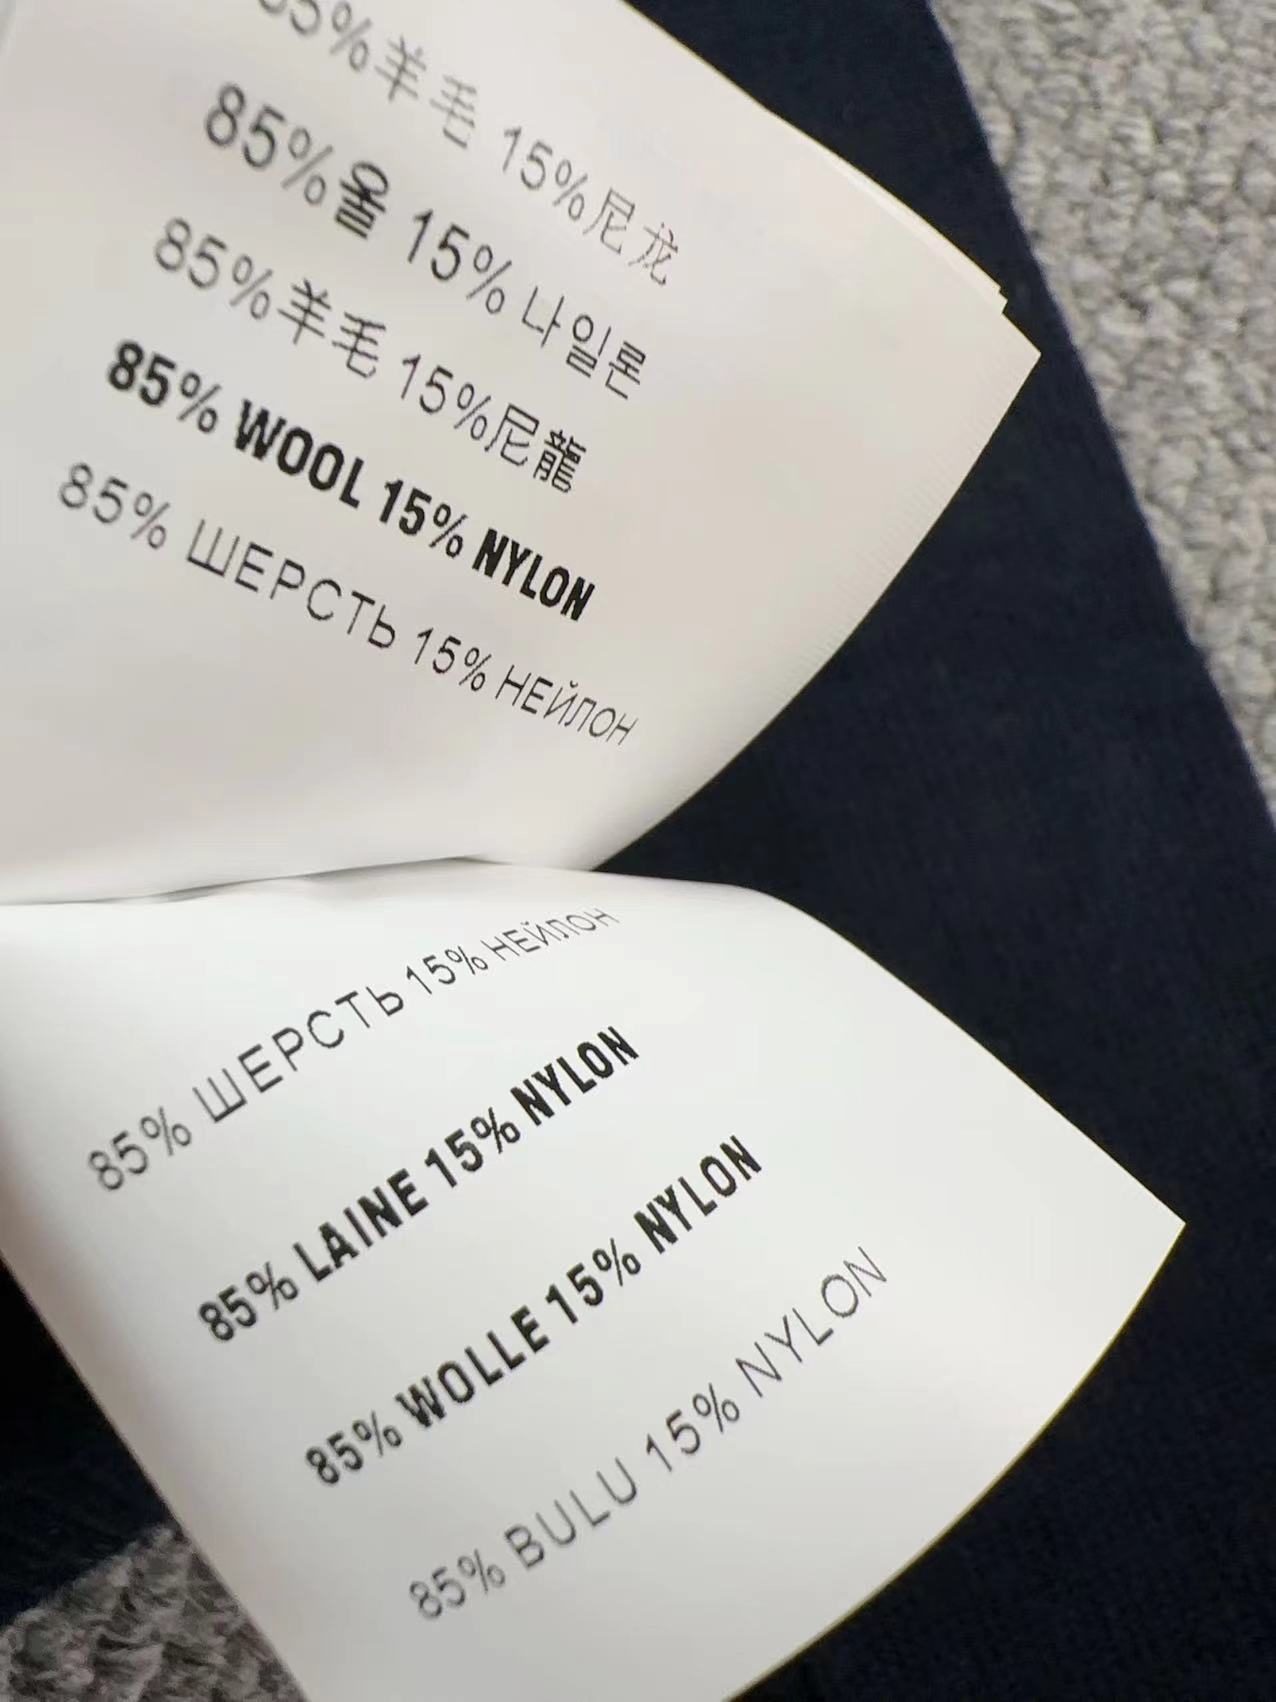 85%羊毛 15%尼龙
85%울 15% 나일론
85%羊毛 15%尼龍
85% WOOL 15% NYLON
85% ШЕРСТЬ 15% НЕЙЛОН
85% ШЕРСТЬ 15% НЕЙЛОН
85% LAINE 15% NYLON
85% WOLLE 15% NYLON
85% BULU 15% NYLON